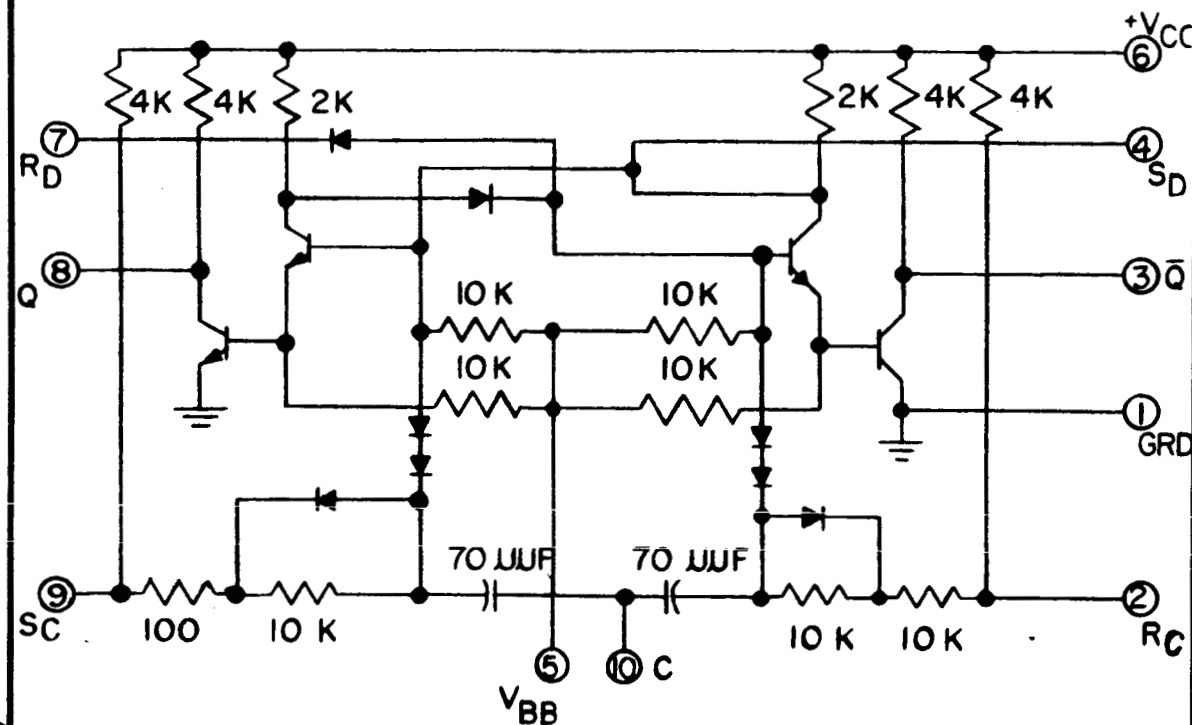 +VCC
6
4K 4K 2K 2K 4K 4K
7
RD
4
SD
8
Q
3 Q̅
10 K 10 K
10 K 10 K
1
GRD
70 UUF 70 UUF
9
SC
100 10 K 10 K 10 K
2
RC
5
VBB
10 C